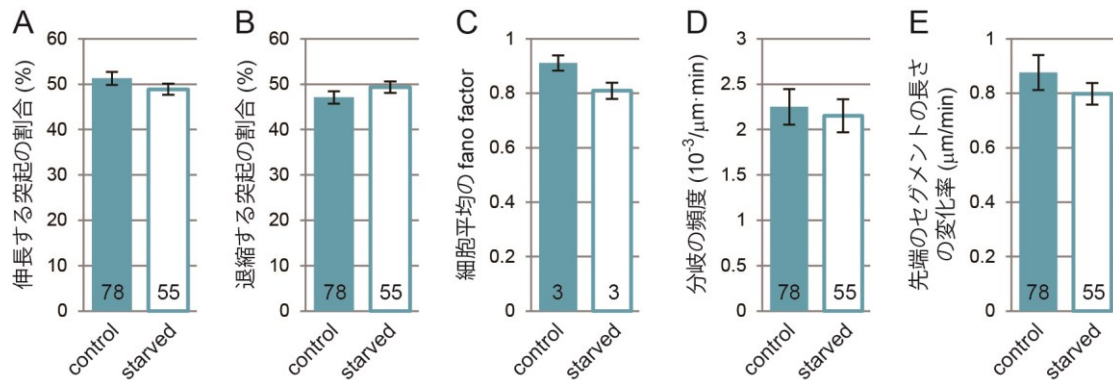 A
伸長する突起の割合 (%)
60
50
40
30
20
10
0
78
55
control
starved
B
退縮する突起の割合 (%)
60
50
40
30
20
10
0
78
55
control
starved
C
細胞平均の fano factor
1
0.8
0.6
0.4
0.2
0
3
3
control
starved
D
分岐の頻度 (10⁻³/μm·min)
3
2.5
2
1.5
1
0.5
0
78
55
control
starved
E
先端のセグメントの長さ
の変化率 (μm/min)
1
0.8
0.6
0.4
0.2
0
78
55
control
starved